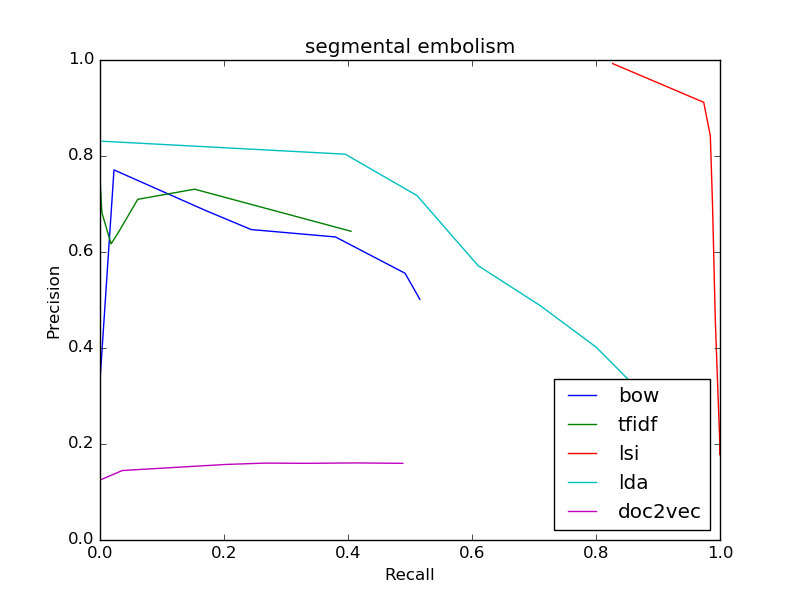 segmental embolism
1.0
0.8
0.6
0.4
0.2
0.0
Precision
0.0 0.2 0.4 0.6 0.8 1.0
Recall
bow
tfidf
lsi
lda
doc2vec